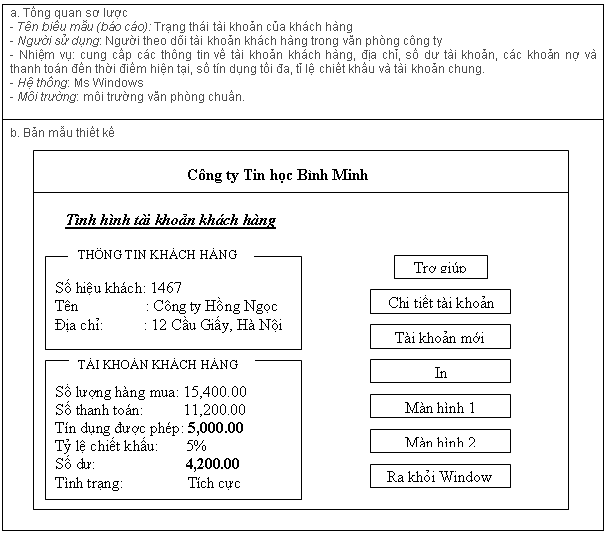 a. Tổng quan sơ lược
- Tên biểu mẫu (báo cáo): Trạng thái tài khoản của khách hàng
- Người sử dụng: Người theo dõi tài khoản khách hàng trong văn phòng công ty
- Nhiệm vụ: cung cấp các thông tin về tài khoản khách hàng, địa chỉ, số dư tài khoản, các khoản nợ và
thanh toán đến thời điểm hiện tại, số tín dụng tối đa, tỉ lệ chiết khấu và tài khoản chung.
- Hệ thống: Ms Windows
- Môi trường: môi trường văn phòng chuẩn.
b. Bản mẫu thiết kế
Công ty Tin học Bình Minh
Tình hình tài khoản khách hàng
THÔNG TIN KHÁCH HÀNG
Số hiệu khách: 1467
Tên : Công ty Hồng Ngọc
Địa chỉ: : 12 Cầu Giấy, Hà Nội
TÀI KHOẢN KHÁCH HÀNG
Số lượng hàng mua: 15,400.00
Số thanh toán: 11,200.00
Tín dụng được phép: 5,000.00
Tỷ lệ chiết khấu: 5%
Số dư: 4,200.00
Tình trạng: Tích cực
Trợ giúp
Chi tiết tài khoản
Tài khoản mới
In
Màn hình 1
Màn hình 2
Ra khỏi Window